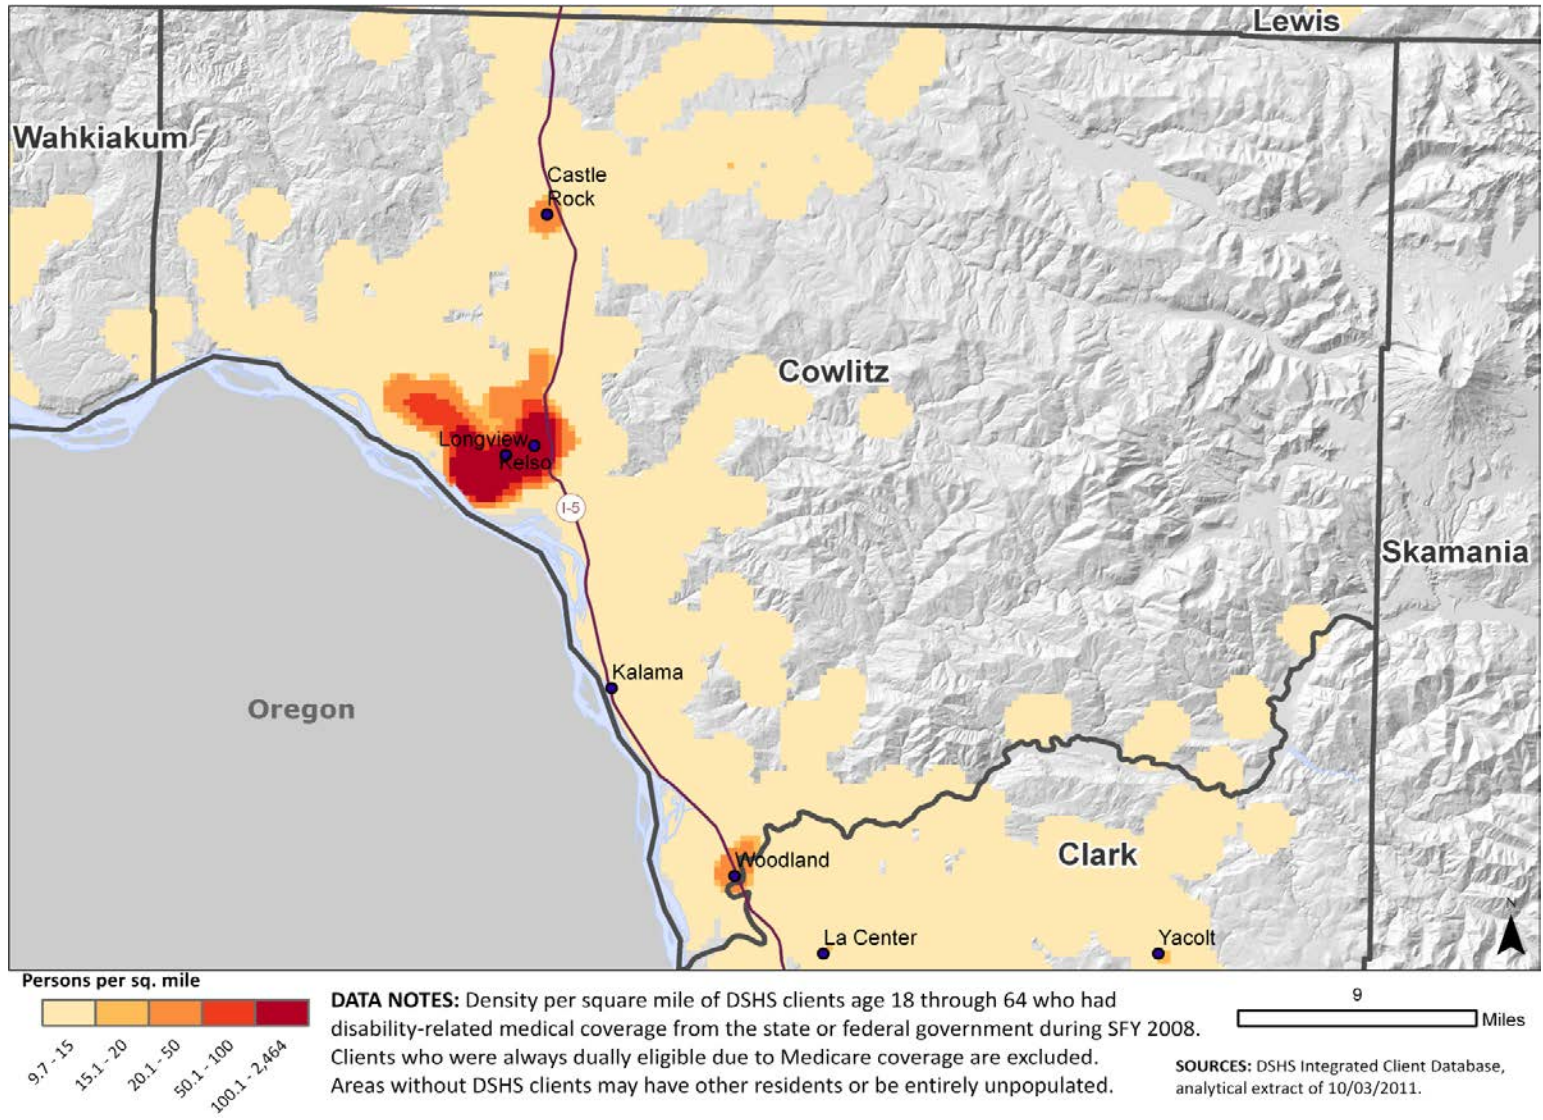 Lewis
Wahkiakum
Castle
Rock
Cowlitz
Longview
Kelso
I-5
Skamania
Kalama
Oregon
Woodland
Clark
La Center
Yacolt
N
Persons per sq. mile
9.7 - 15
15.1 - 20
20.1 - 50
50.1 - 100
100.1 - 2,464
DATA NOTES: Density per square mile of DSHS clients age 18 through 64 who had
disability-related medical coverage from the state or federal government during SFY 2008.
Clients who were always dually eligible due to Medicare coverage are excluded.
Areas without DSHS clients may have other residents or be entirely unpopulated.
9
Miles
SOURCES: DSHS Integrated Client Database,
analytical extract of 10/03/2011.